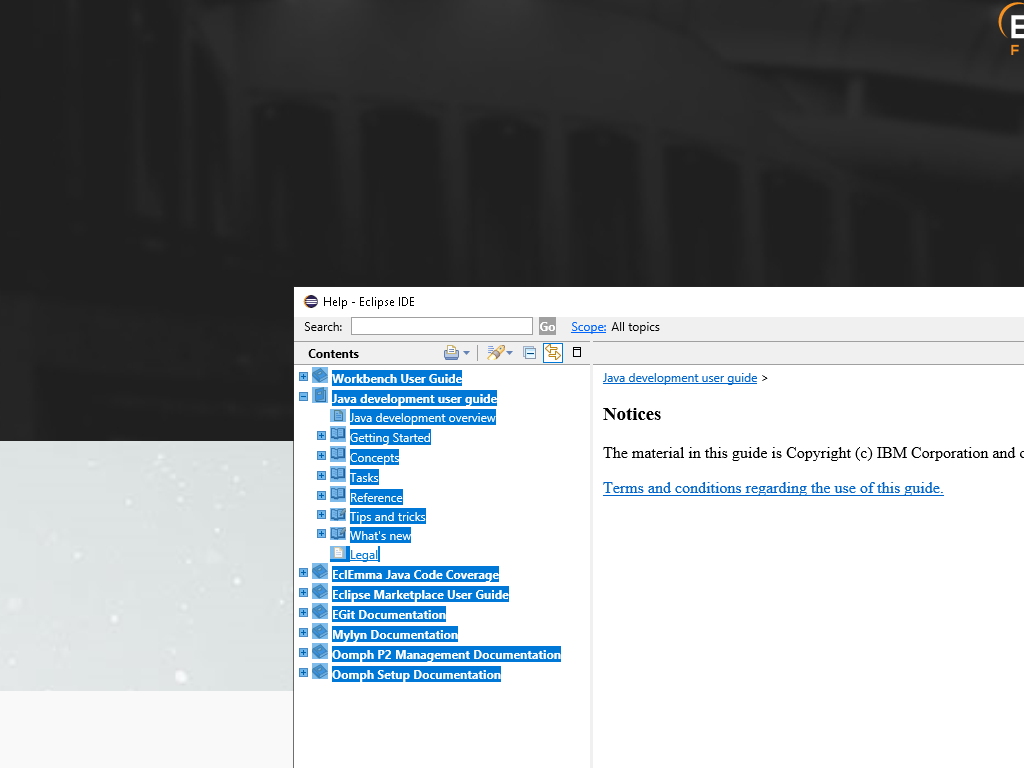 Help - Eclipse IDE
Search: Go Scope: All topics
Contents
Workbench User Guide
Java development user guide
Java development overview
Getting Started
Concepts
Tasks
Reference
Tips and tricks
What's new
Legal
EclEmma Java Code Coverage
Eclipse Marketplace User Guide
EGit Documentation
Mylyn Documentation
Oomph P2 Management Documentation
Oomph Setup Documentation
Java development user guide >
Notices
The material in this guide is Copyright (c) IBM Corporation and
Terms and conditions regarding the use of this guide.